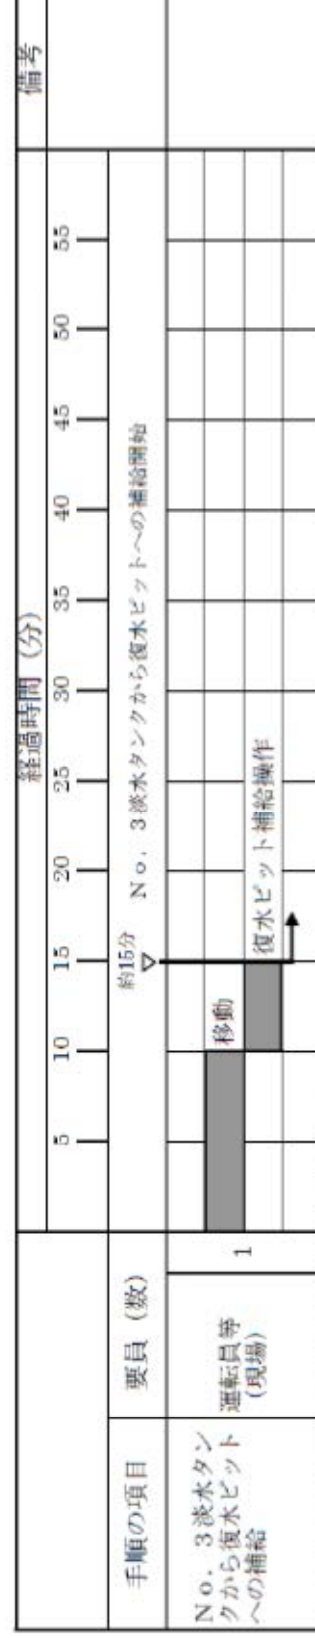 経過時間（分）
備考
5 10 15 20 25 30 35 40 45 50 55
手順の項目
要員（数）
約15分
▽
No．3淡水タンクから復水ピットへの補給開始
No．3淡水タン
クから復水ピット
への補給
運転員等
（現場）
1
移動
復水ピット補給操作